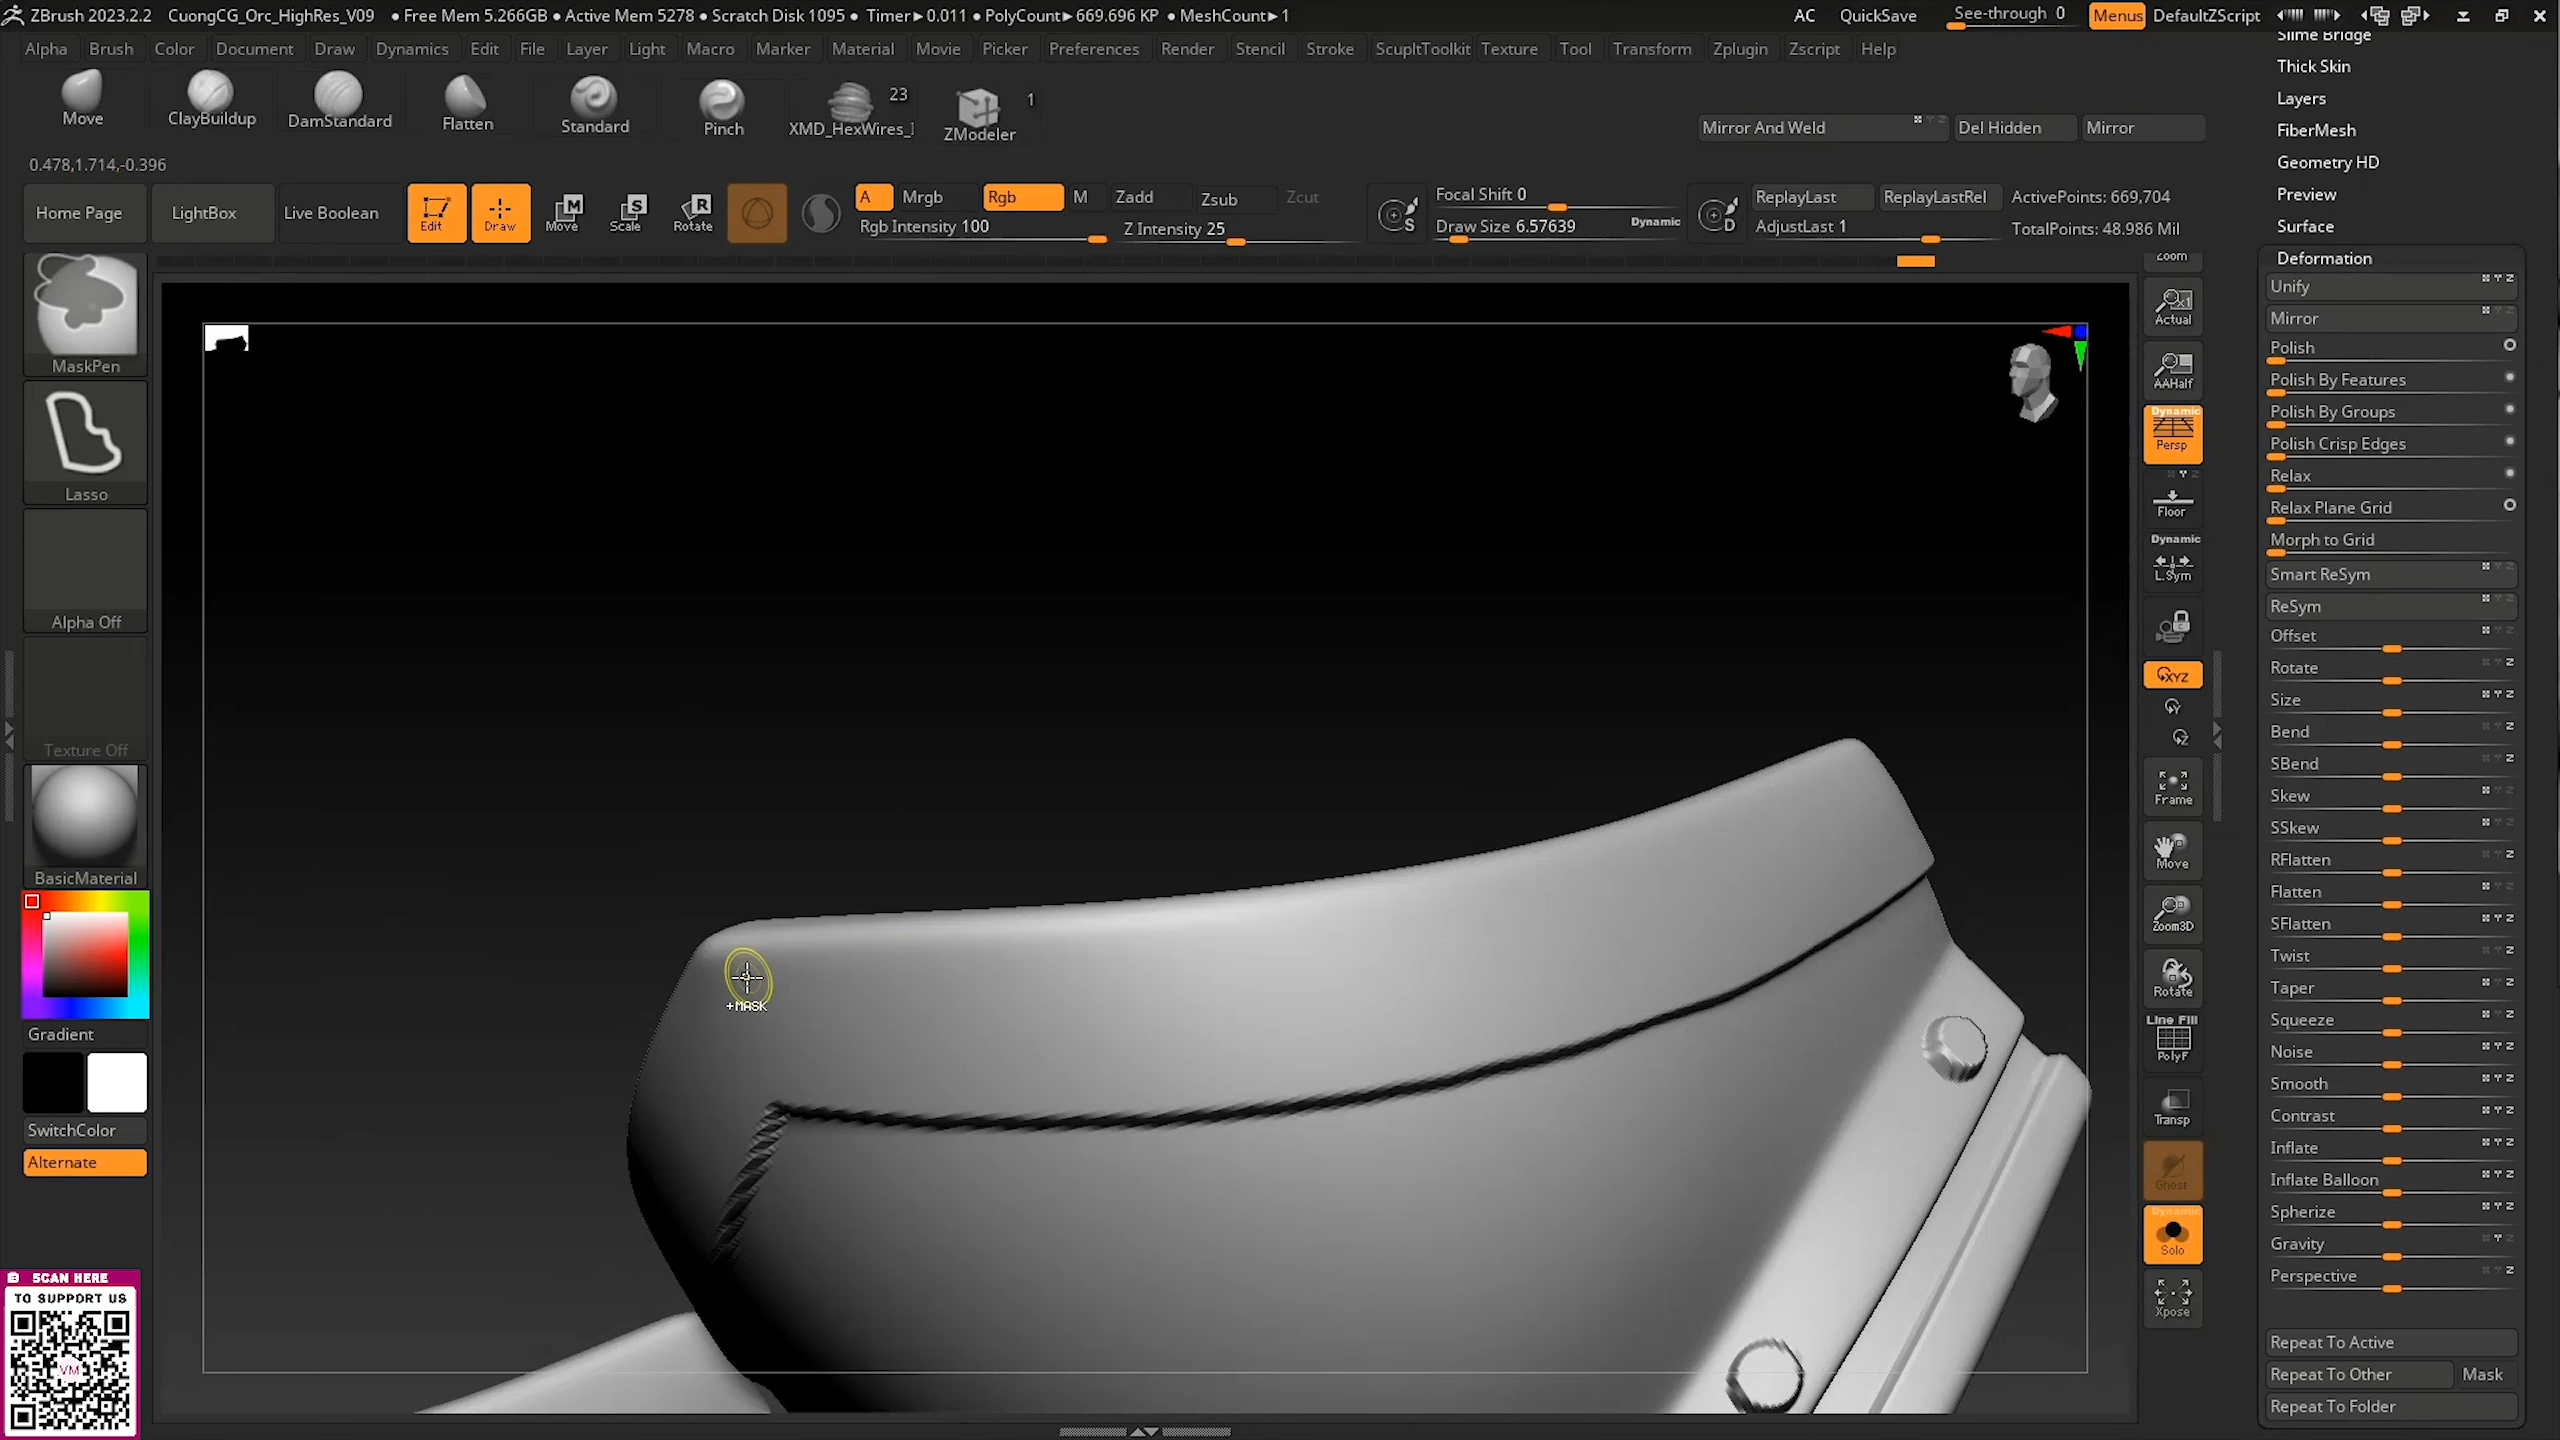 ZBrush 2023.2.2 CuongCG_Orc_HighRes_V09 ● Free Mem 5.266GB ● Active Mem 5278 ● Scratch Disk 1095 ● Timer►0.011 ● PolyCount►669.696 KP ● MeshCount►1 AC QuickSave See-through 0 Menus DefaultZScript
Alpha Brush Color Document Draw Dynamics Edit File Layer Light Macro Marker Material Movie Picker Preferences Render Stencil Stroke ScupltToolkit Texture Tool Transform Zplugin Zscript Help
Move ClayBuildup DamStandard Flatten Standard Pinch XMD_HexWires_ 23 ZModeler 1
Mirror And Weld Del Hidden Mirror
0.478,1.714,-0.396
Home Page LightBox Live Boolean Edit Draw Move Scale Rotate
A Mrgb Rgb M Zadd Zsub Zcut
Rgb Intensity 100 Z Intensity 25
Focal Shift 0
Draw Size 6.57639 Dynamic
ReplayLast ReplayLastRel ActivePoints: 669,704
AdjustLast 1 TotalPoints: 48.986 Mil
MaskPen
Lasso
Alpha Off
Texture Off
BasicMaterial
Gradient
SwitchColor
Alternate
SCAN HERE
TO SUPPORT US
VM
+MASK
Zoom
Actual
AAHalf
Dynamic
Persp
Floor
Dynamic
L.Sym
XYZ
Y
Z
Frame
Move
Zoom3D
Rotate
Line Fill
PolyF
Transp
Ghost
Dynamic
Solo
Xpose
Slime Bridge
Thick Skin
Layers
FiberMesh
Geometry HD
Preview
Surface
Deformation
Unify
Mirror
Polish
Polish By Features
Polish By Groups
Polish Crisp Edges
Relax
Relax Plane Grid
Morph to Grid
Smart ReSym
ReSym
Offset
Rotate
Size
Bend
SBend
Skew
SSkew
RFlatten
Flatten
SFlatten
Twist
Taper
Squeeze
Noise
Smooth
Contrast
Inflate
Inflate Balloon
Spherize
Gravity
Perspective
Repeat To Active
Repeat To Other Mask
Repeat To Folder